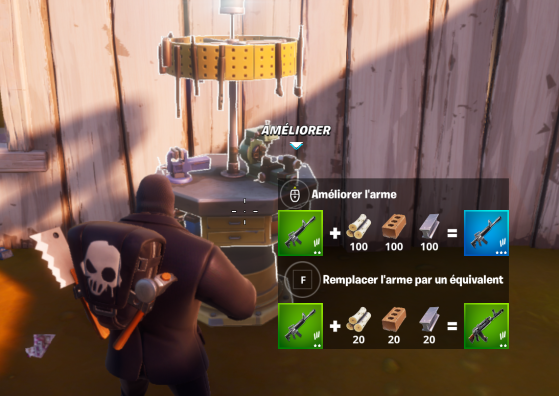 AMÉLIORER
Améliorer l'arme
100 100 100
F Remplacer l'arme par un équivalent
20 20 20